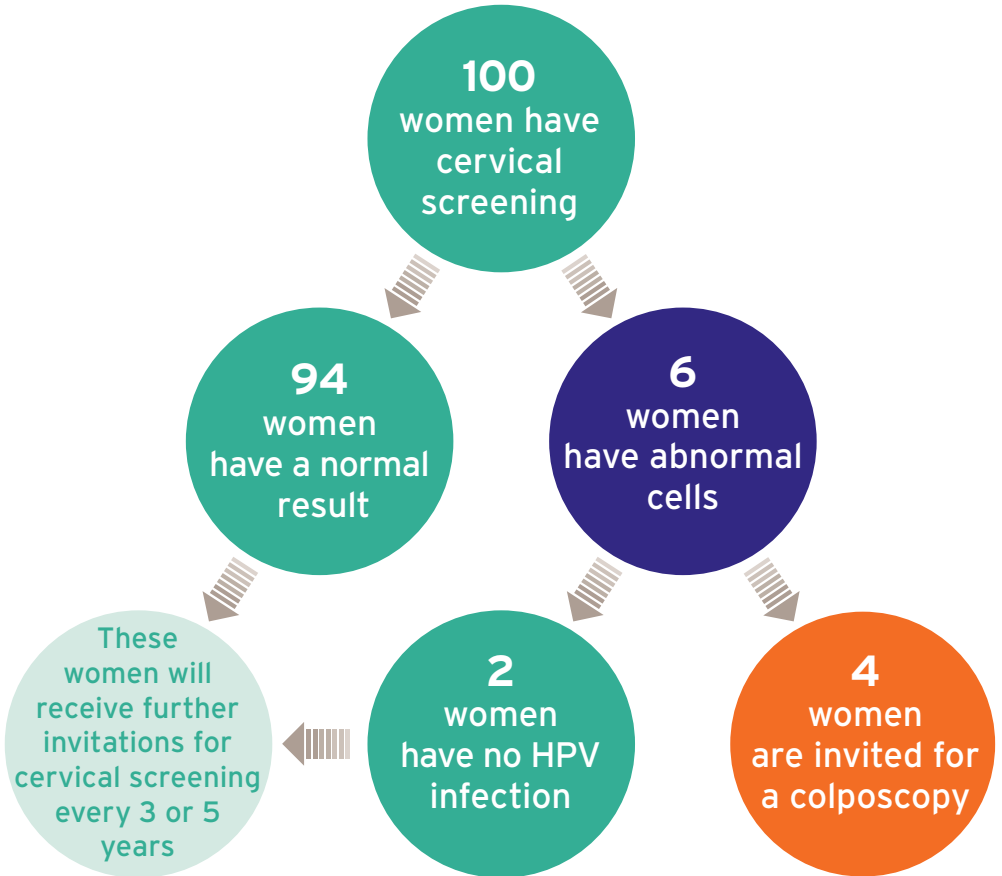 100
women have
cervical
screening
94
women
have a normal
result
6
women
have abnormal
cells
These
women will
receive further
invitations for
cervical screening
every 3 or 5
years
2
women
have no HPV
infection
4
women
are invited for
a colposcopy